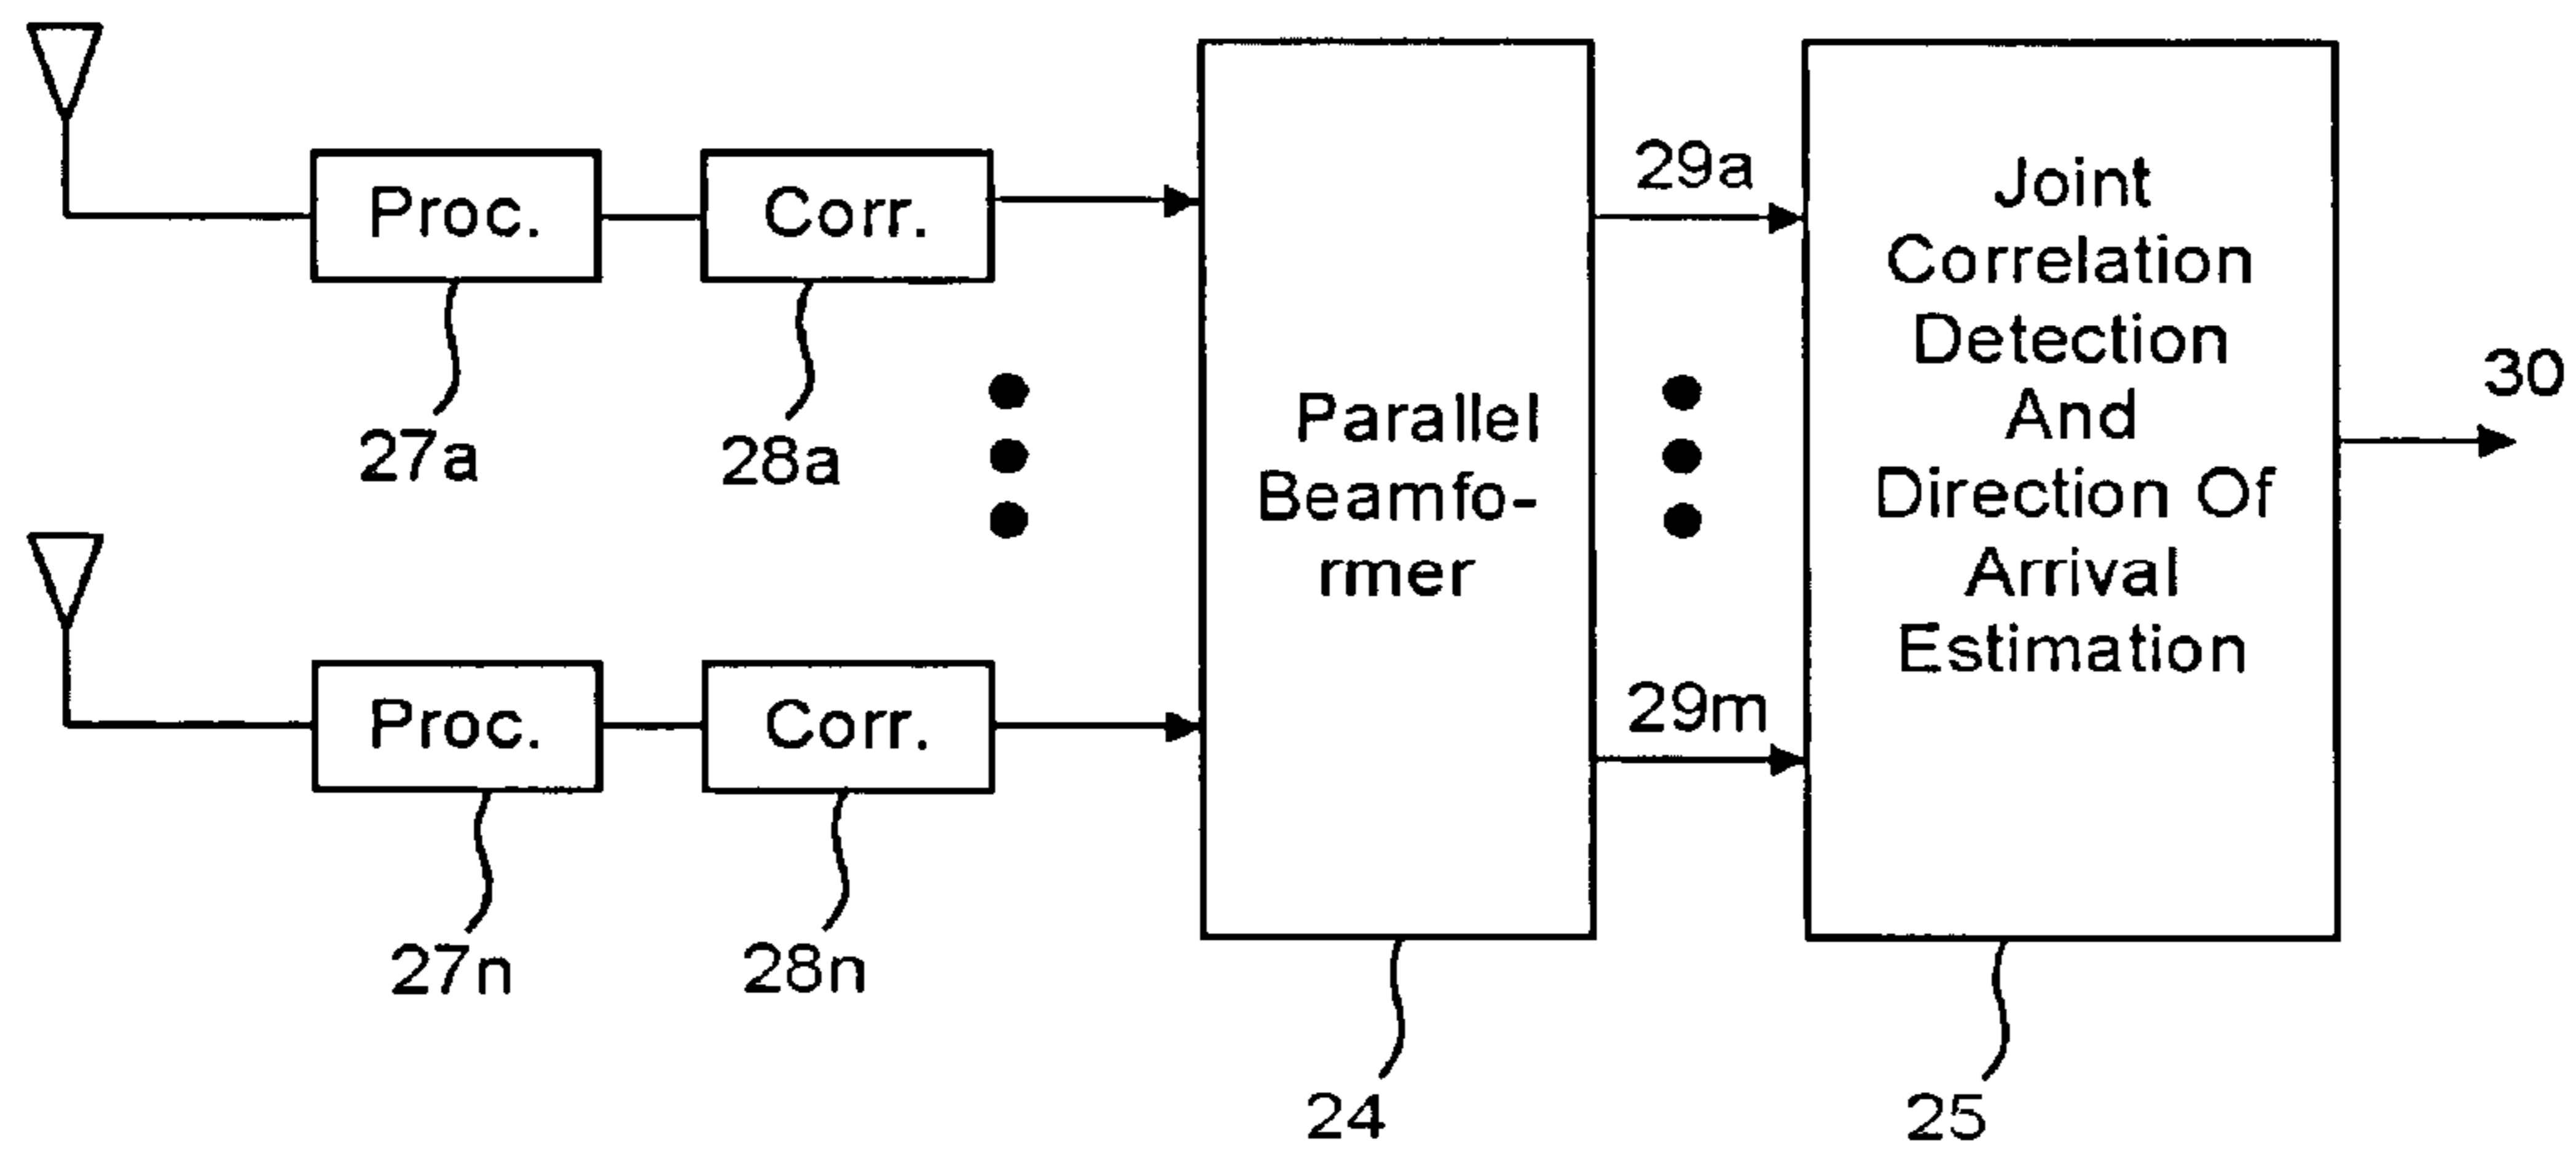 Proc.
Corr.
27a
28a
Proc.
Corr.
27n
28n
Parallel
Beamfo-
rmer
24
29a
29m
Joint
Correlation
Detection
And
Direction Of
Arrival
Estimation
25
30